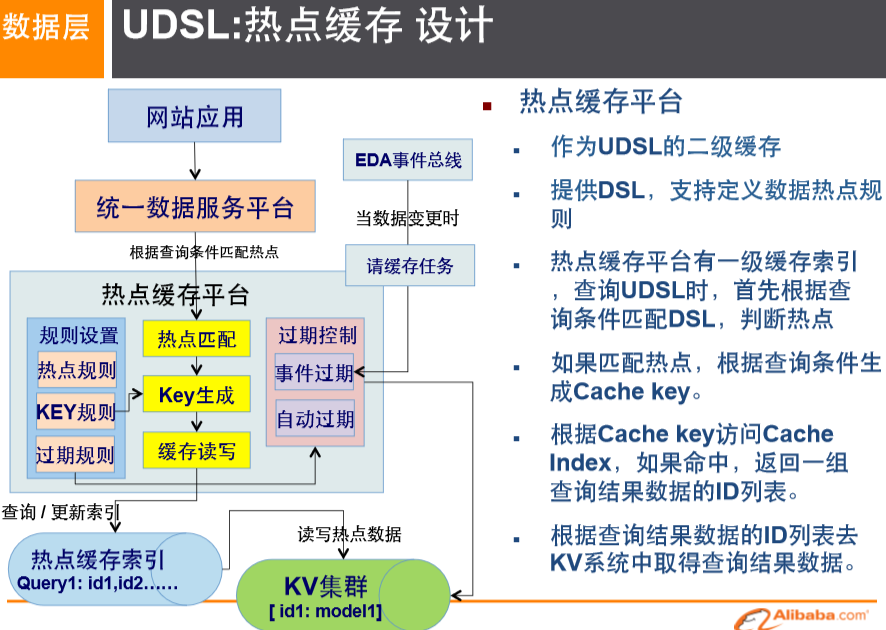 数据层
UDSL:热点缓存 设计
网站应用
EDA事件总线
统一数据服务平台
当数据变更时
根据查询条件匹配热点
请缓存任务
热点缓存平台
规则设置
热点规则
KEY规则
过期规则
热点匹配
Key生成
缓存读写
过期控制
事件过期
自动过期
查询 / 更新索引
读写热点数据
热点缓存索引
Query1: id1,id2......
KV集群
[ id1: model1]
热点缓存平台
作为UDSL的二级缓存
提供DSL，支持定义数据热点规
则
热点缓存平台有一级缓存索引
，查询UDSL时，首先根据查
询条件匹配DSL，判断热点
如果匹配热点，根据查询条件生
成Cache key。
根据Cache key访问Cache
Index，如果命中，返回一组
查询结果数据的ID列表。
根据查询结果数据的ID列表去
KV系统中取得查询结果数据。
Alibaba.com